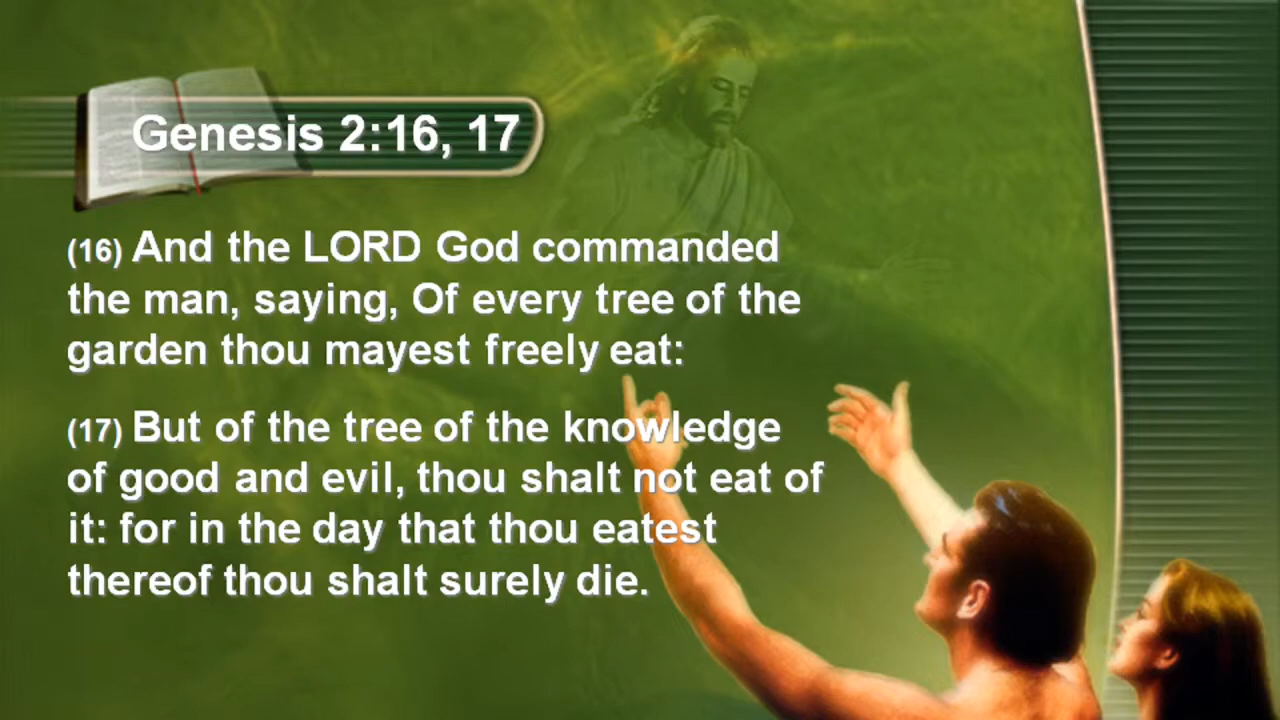 Genesis 2:16, 17
(16) And the LORD God commanded
the man, saying, Of every tree of the
garden thou mayest freely eat:
(17) But of the tree of the knowledge
of good and evil, thou shalt not eat of
it: for in the day that thou eatest
thereof thou shalt surely die.